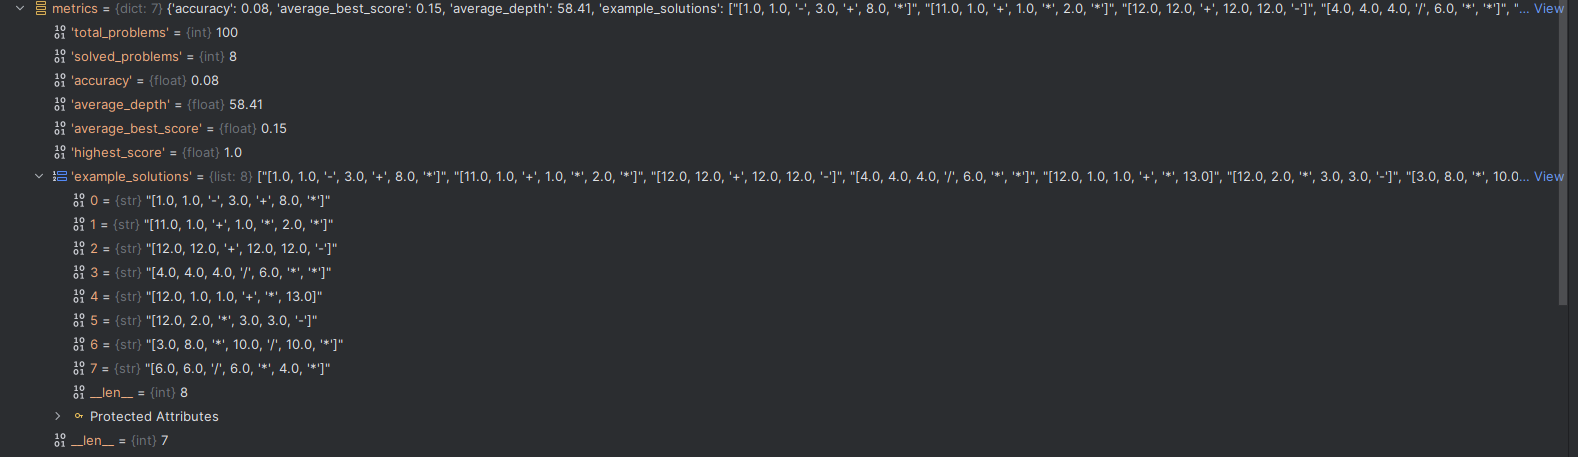 metrics = {dict: 7} {'accuracy': 0.08, 'average_best_score': 0.15, 'average_depth': 58.41, 'example_solutions': ["[1.0, 1.0, '-', 3.0, '+', 8.0, '*']", "[11.0, 1.0, '+', 1.0, '*', 2.0, '*']", "[12.0, 12.0, '+', 12.0, 12.0, '-']", "[4.0, 4.0, 4.0, '/', 6.0, '*', '*']", "... View
'total_problems' = {int} 100
'solved_problems' = {int} 8
'accuracy' = {float} 0.08
'average_depth' = {float} 58.41
'average_best_score' = {float} 0.15
'highest_score' = {float} 1.0
'example_solutions' = {list: 8} ["[1.0, 1.0, '-', 3.0, '+', 8.0, '*']", "[11.0, 1.0, '+', 1.0, '*', 2.0, '*']", "[12.0, 12.0, '+', 12.0, 12.0, '-']", "[4.0, 4.0, 4.0, '/', 6.0, '*', '*']", "[12.0, 1.0, 1.0, '+', '*', 13.0]", "[12.0, 2.0, '*', 3.0, 3.0, '-']", "[3.0, 8.0, '*', 10.0... View
0 = {str} "[1.0, 1.0, '-', 3.0, '+', 8.0, '*']"
1 = {str} "[11.0, 1.0, '+', 1.0, '*', 2.0, '*']"
2 = {str} "[12.0, 12.0, '+', 12.0, 12.0, '-']"
3 = {str} "[4.0, 4.0, 4.0, '/', 6.0, '*', '*']"
4 = {str} "[12.0, 1.0, 1.0, '+', '*', 13.0]"
5 = {str} "[12.0, 2.0, '*', 3.0, 3.0, '-']"
6 = {str} "[3.0, 8.0, '*', 10.0, '/', 10.0, '*']"
7 = {str} "[6.0, 6.0, '/', 6.0, '*', 4.0, '*']"
__len__ = {int} 8
Protected Attributes
__len__ = {int} 7